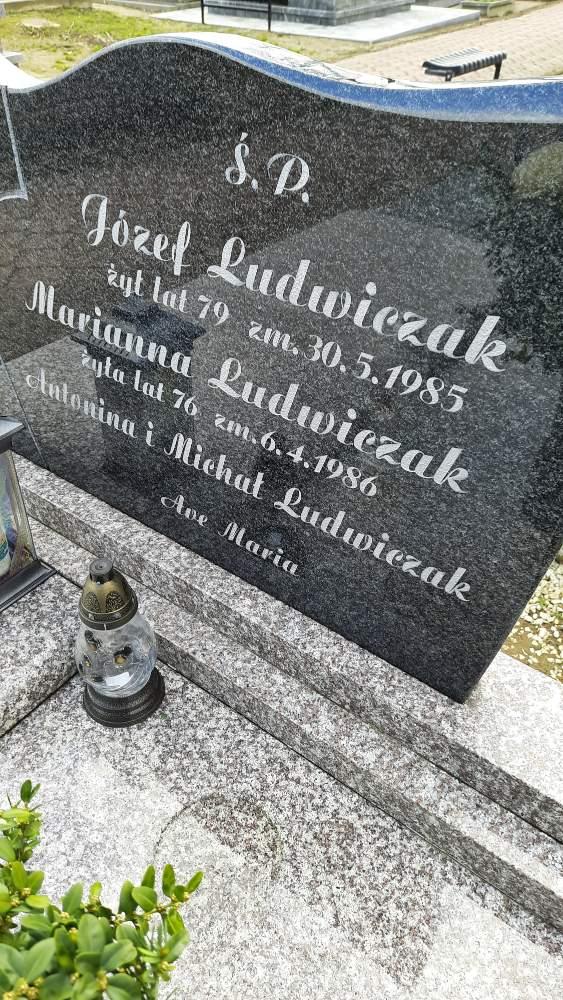 Ś. P.
Józef Ludwiczak
żył lat 79 zm. 30.5.1985
Marianna Ludwiczak
żyła lat 76 zm. 6.4.1986
Antonina i Michał Ludwiczak
Ave Maria